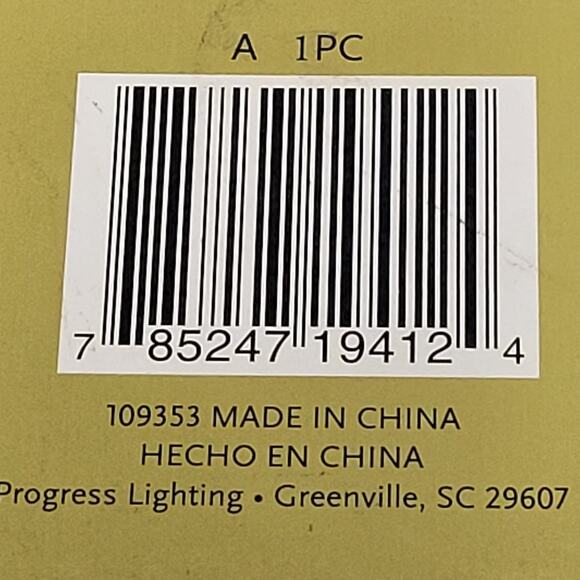 A 1PC
7 85247 19412 4
109353 MADE IN CHINA
HECHO EN CHINA
Progress Lighting • Greenville, SC 29607